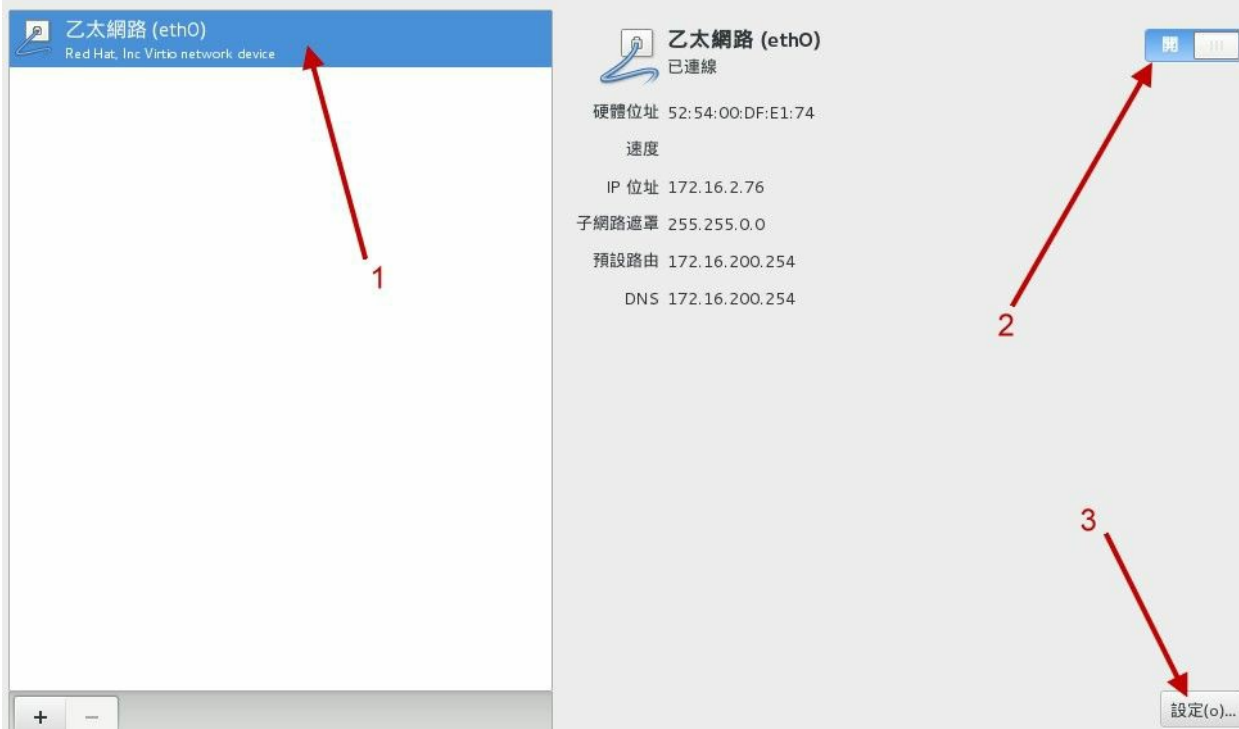 乙太網路 (eth0)
Red Hat, Inc Virtio network device
1
+ −
乙太網路 (eth0)
已連線
開
硬體位址 52:54:00:DF:E1:74
速度
IP 位址 172.16.2.76
子網路遮罩 255.255.0.0
預設路由 172.16.200.254
DNS 172.16.200.254
2
3
設定(o)...